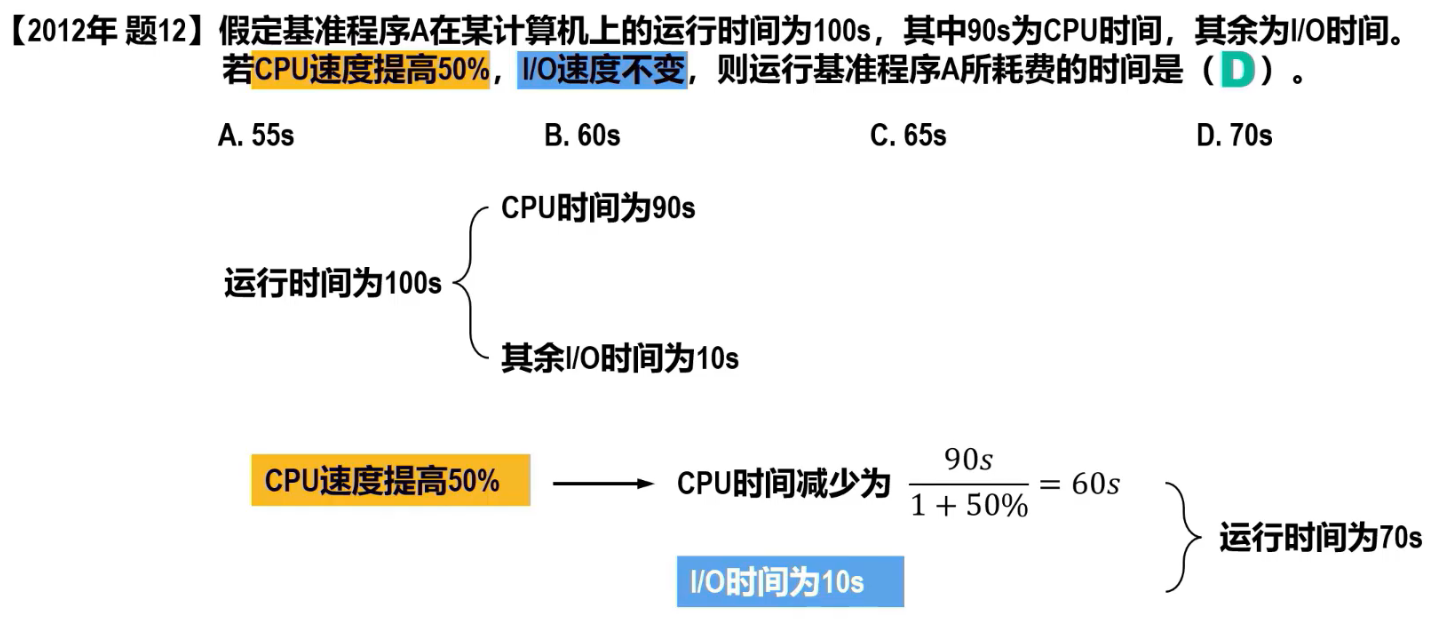 【2012年 题12】假定基准程序A在某计算机上的运行时间为100s，其中90s为CPU时间，其余为I/O时间。
若CPU速度提高50%，I/O速度不变，则运行基准程序A所耗费的时间是（D）。
A. 55s B. 60s C. 65s D. 70s
CPU时间为90s
运行时间为100s
其余I/O时间为10s
CPU速度提高50% → CPU时间减少为 \frac{90s}{1 + 50%} = 60s
运行时间为70s
I/O时间为10s